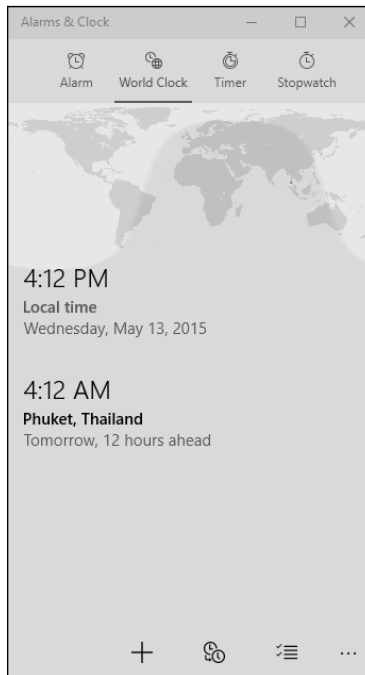 Alarms & Clock
Alarm World Clock Timer Stopwatch
4:12 PM
Local time
Wednesday, May 13, 2015
4:12 AM
Phuket, Thailand
Tomorrow, 12 hours ahead